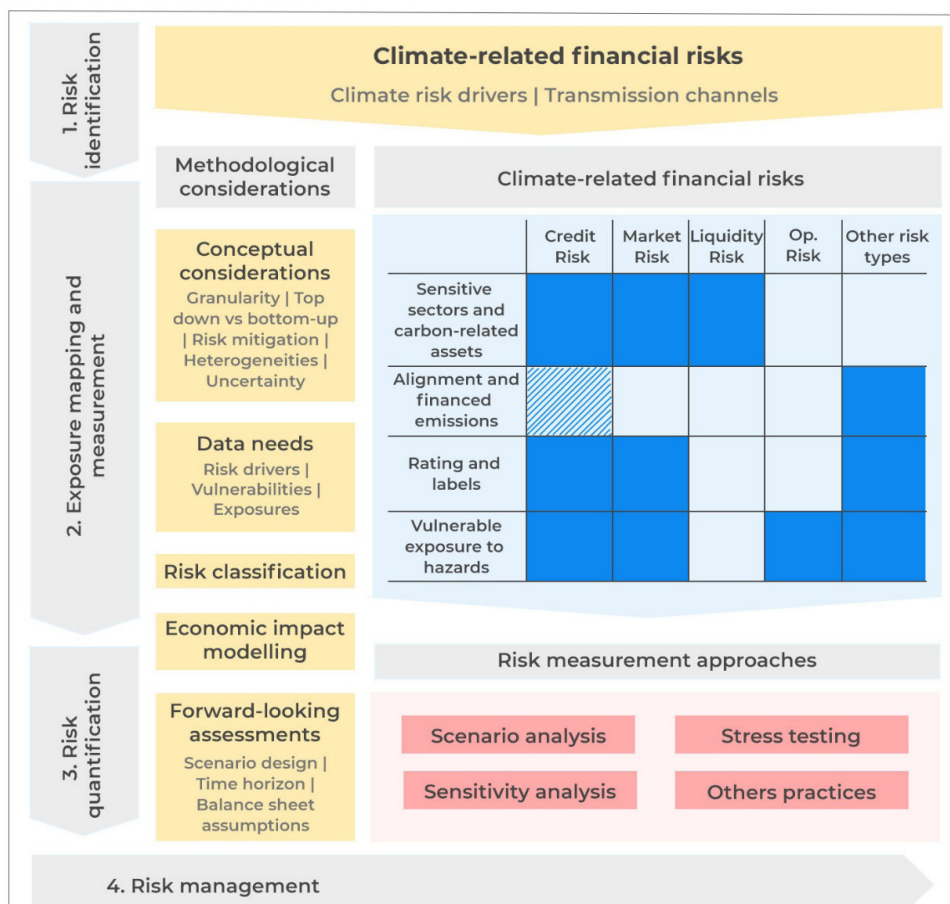 1. Risk
identification
Climate-related financial risks
Climate risk drivers | Transmission channels
2. Exposure mapping and
measurement
Methodological
considerations
Conceptual
considerations
Granularity | Top
down vs bottom-up
| Risk mitigation |
Heterogeneities |
Uncertainty
Data needs
Risk drivers |
Vulnerabilities |
Exposures
Risk classification
Economic impact
modelling
Climate-related financial risks
Credit
Risk
Market
Risk
Liquidity
Risk
Op.
Risk
Other risk
types
Sensitive
sectors and
carbon-related
assets
Alignment and
financed
emissions
Rating and
labels
Vulnerable
exposure to
hazards
3. Risk
quantification
Forward-looking
assessments
Scenario design |
Time horizon |
Balance sheet
assumptions
Risk measurement approaches
Scenario analysis
Stress testing
Sensitivity analysis
Others practices
4. Risk management